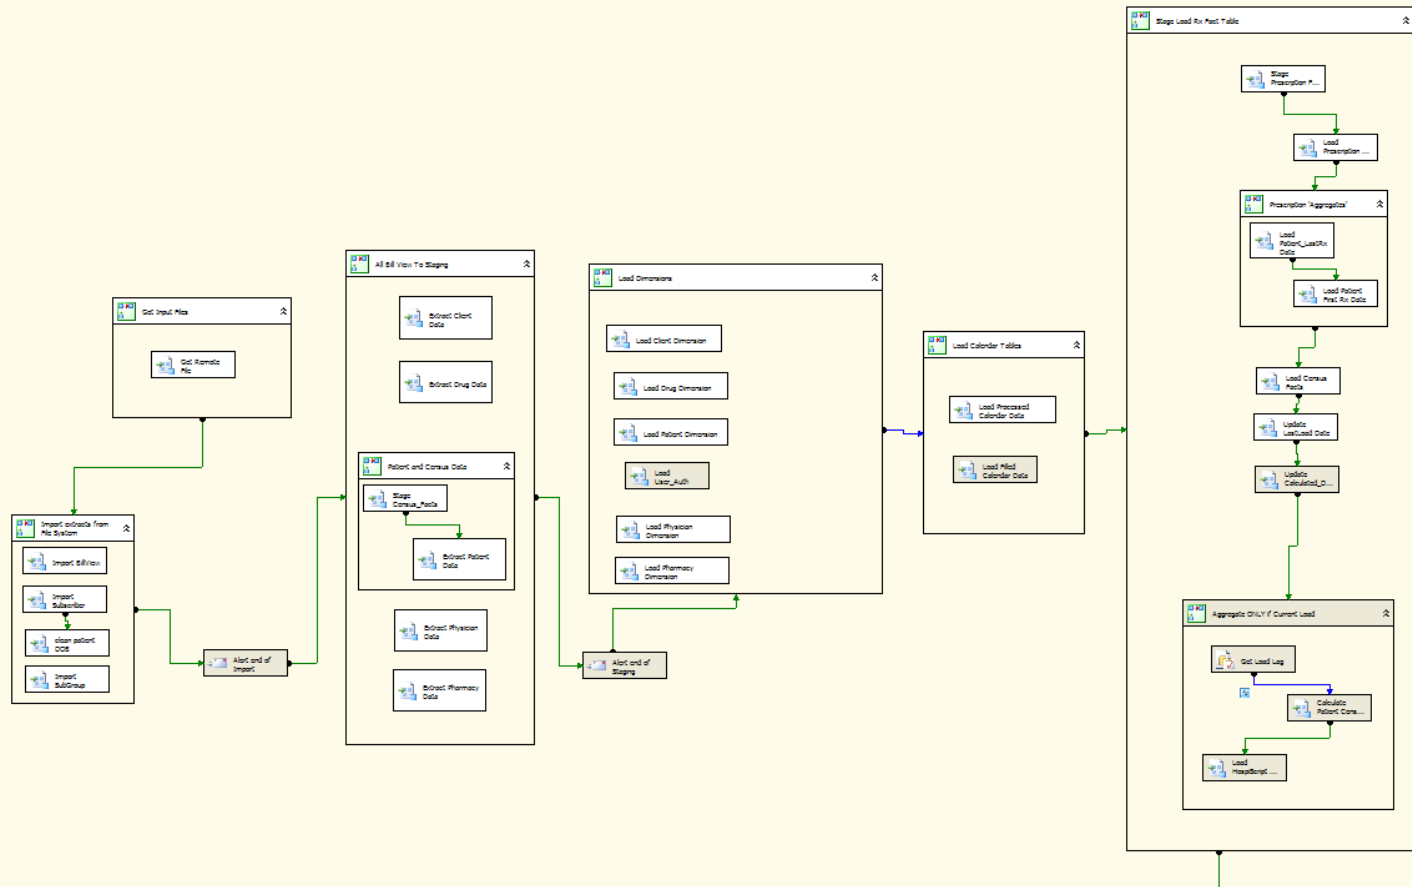 Get Input Files
Get Remote
File
Import extracts from
File System
Import BillView
Import
Subscriber
clean patient
DOB
Import
SubGroup
Alert end of
Import
All Bill View To Staging
Extract Client
Data
Extract Drug Data
Patient and Census Data
Stage
Census_Facts
Extract Patient
Data
Extract Physician
Data
Extract Pharmacy
Data
Alert end of
Staging
Load Dimensions
Load Client Dimension
Load Drug Dimension
Load Patient Dimension
Load
User_Auth
Load Physician
Dimension
Load Pharmacy
Dimension
Load Calendar Tables
Load Processed
Calendar Data
Load Filled
Calendar Data
Stage Load Rx Fact Table
Stage
Prescription F...
Load
Prescription ...
Prescription 'Aggregates'
Load
Patient_LastRx
Date
Load Patient
First Rx Date
Load Census
Facts
Update
LastLoad Date
Update
Calculated_D...
Aggregate ONLY if Current Load
Get Load Lag
Calculate
Patient Cens...
Load
HospiScript ...